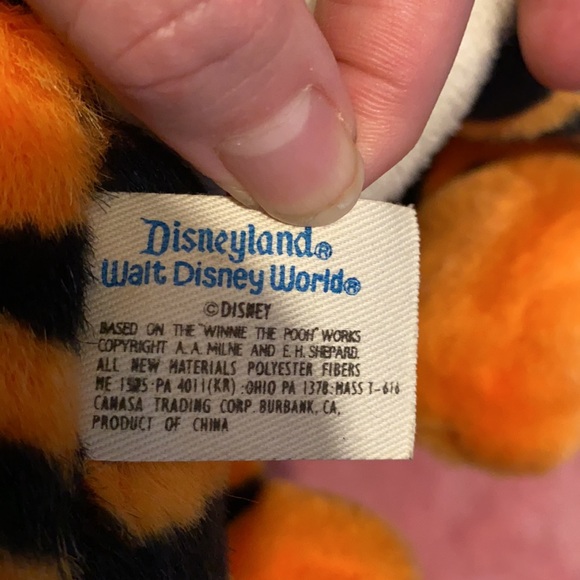 Disneyland®
Walt Disney World®
©DISNEY
BASED ON THE "WINNIE THE POOH" WORKS
COPYRIGHT A.A. MILNE AND E.H. SHEPARD.
ALL NEW MATERIALS POLYESTER FIBERS
ME PA 4011(KR) .OHIO PA 1378.MASS T-616
CANASA TRADING CORP. BURBANK, CA,
PRODUCT OF CHINA